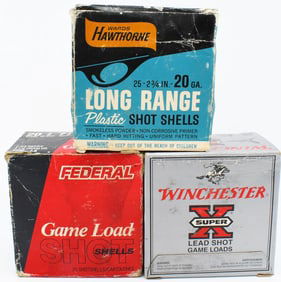 WARDS
HAWTHORNE
25 - 2¾ IN. - 20 GA.
LONG RANGE
Plastic SHOT SHELLS
SMOKELESS POWDER • NON CORROSIVE PRIMER
• FAST • HARD HITTING • UNIFORM PATTERN
WARNING: KEEP OUT OF THE REACH OF CHILDREN
FEDERAL
Game Load
SHOT
SHELLS
WINCHESTER
SUPER X
LEAD SHOT
GAME LOADS